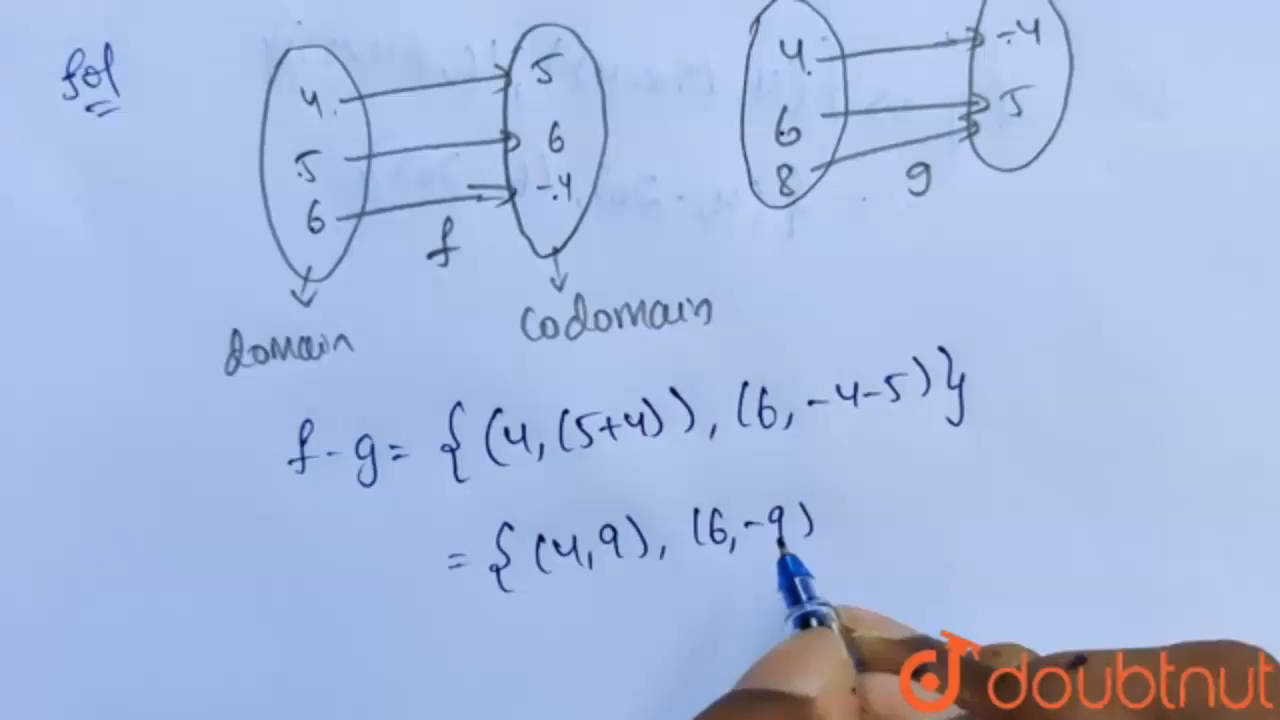 Sol
4. 5
5 6
6 -4
f
4. -4
6 5
8
g
domain codomain
f-g = {(4,(5+4)), (6,-4-5)}
= {(4,9), (6,-9)
doubtnut